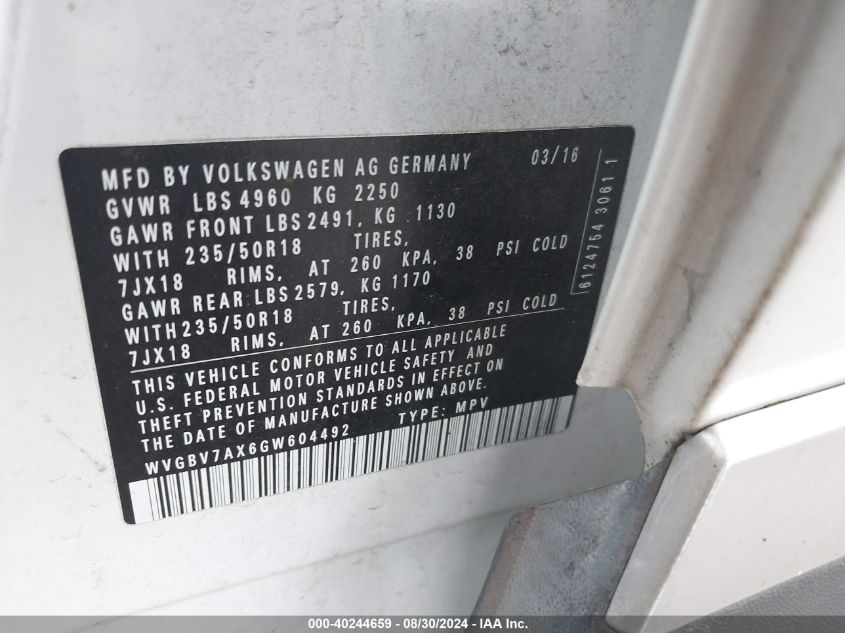 MFD BY VOLKSWAGEN AG GERMANY 03/16
GVWR LBS 4960 KG 2250
GAWR FRONT LBS 2491, KG 1130
WITH 235/50R18 TIRES,
7JX18 RIMS, AT 260 KPA, 38 PSI COLD
GAWR REAR LBS 2579, KG 1170
WITH 235/50R18 TIRES,
7JX18 RIMS, AT 260 KPA, 38 PSI COLD
THIS VEHICLE CONFORMS TO ALL APPLICABLE
U.S. FEDERAL MOTOR VEHICLE SAFETY AND
THEFT PREVENTION STANDARDS IN EFFECT ON
THE DATE OF MANUFACTURE SHOWN ABOVE.
WVGBV7AX6GW604492 TYPE: MPV
6124754 3061 1
000-40244659 - 08/30/2024 - IAA Inc.